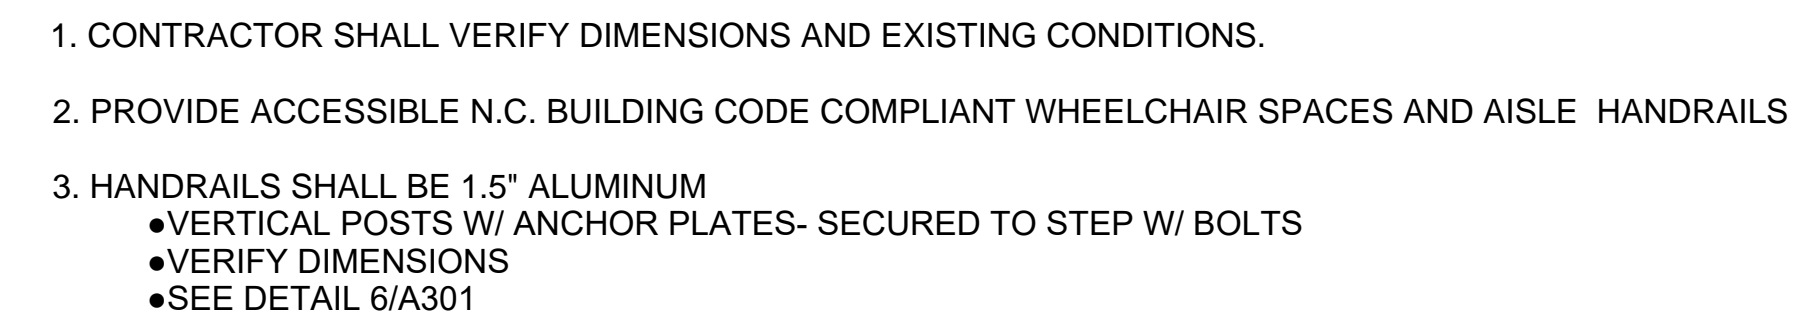 1. CONTRACTOR SHALL VERIFY DIMENSIONS AND EXISTING CONDITIONS.
2. PROVIDE ACCESSIBLE N.C. BUILDING CODE COMPLIANT WHEELCHAIR SPACES AND AISLE  HANDRAILS
3. HANDRAILS SHALL BE 1.5" ALUMINUM
●VERTICAL POSTS W/ ANCHOR PLATES- SECURED TO STEP W/ BOLTS
●VERIFY DIMENSIONS
●SEE DETAIL 6/A301